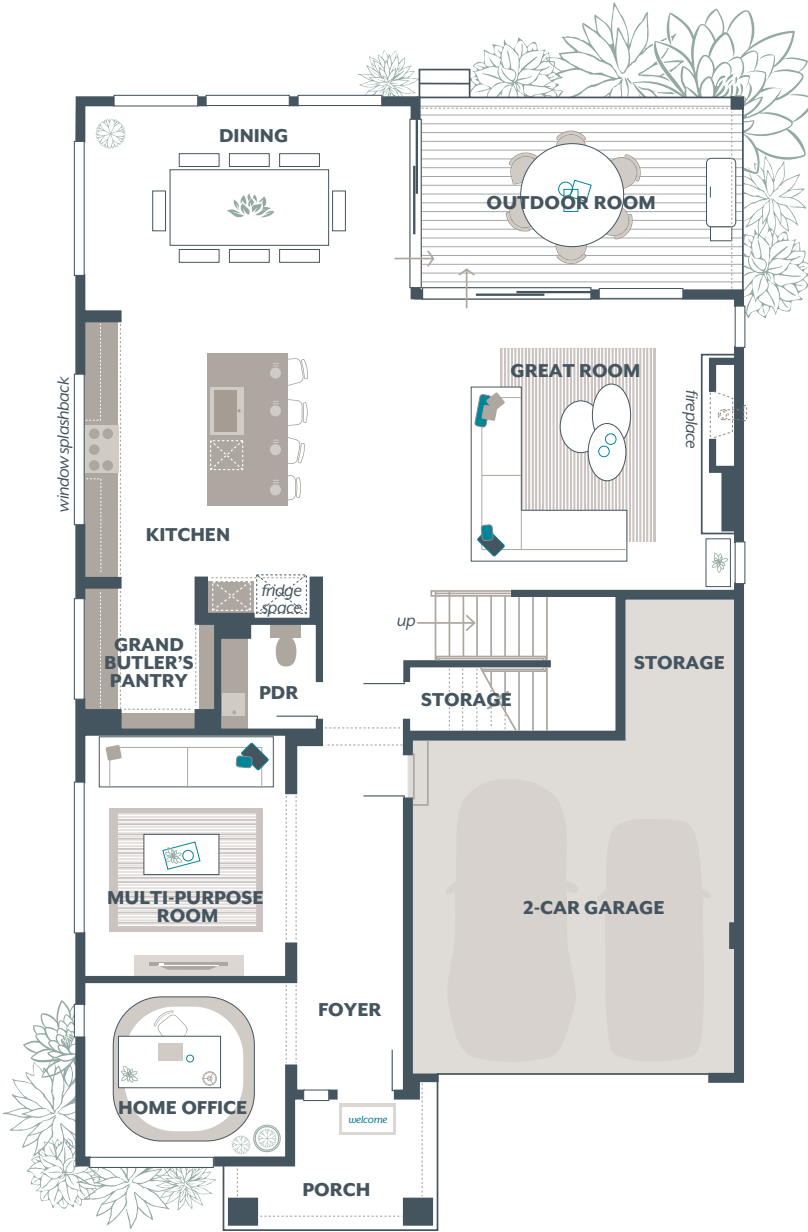 DINING
OUTDOOR ROOM
GREAT ROOM
fireplace
window splashback
KITCHEN
fridge
space
up
GRAND
BUTLER'S
PANTRY
PDR
STORAGE
STORAGE
MULTI-PURPOSE
ROOM
2-CAR GARAGE
FOYER
HOME OFFICE
welcome
PORCH